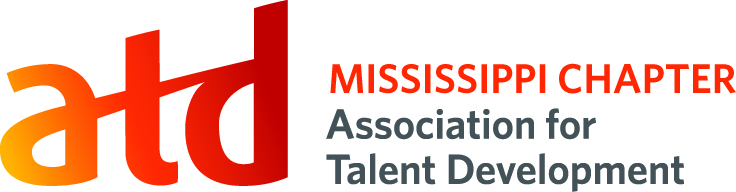 atd
MISSISSIPPI CHAPTER
Association for
Talent Development